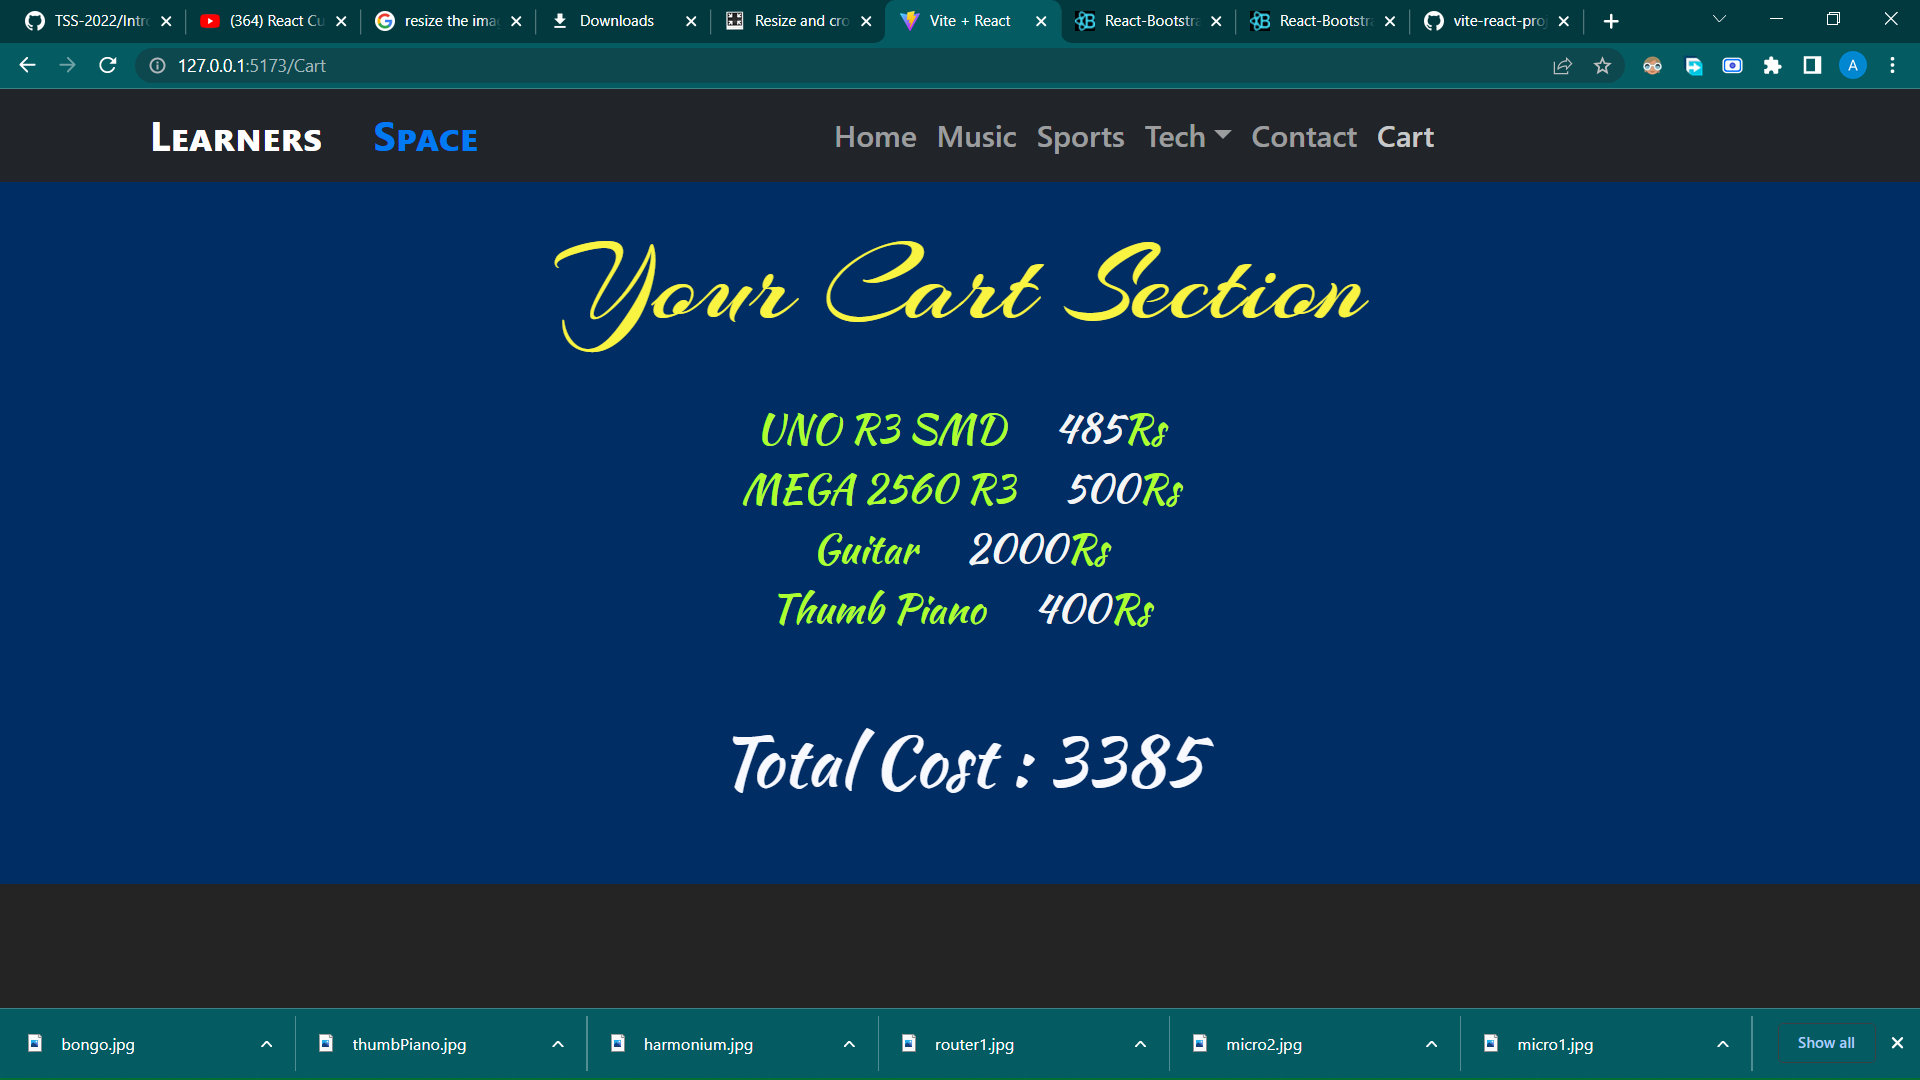 TSS-2022/Intro
(364) React Cu
resize the ima
Downloads
Resize and cro
Vite + React
React-Bootstra
React-Bootstra
vite-react-proj
127.0.0.1:5173/Cart
A
Learners Space
Home Music Sports Tech Contact Cart
Your Cart Section
UNO R3 SMD 485Rs
MEGA 2560 R3 500Rs
Guitar 2000Rs
Thumb Piano 400Rs
Total Cost : 3385
bongo.jpg
thumbPiano.jpg
harmonium.jpg
router1.jpg
micro2.jpg
micro1.jpg
Show all